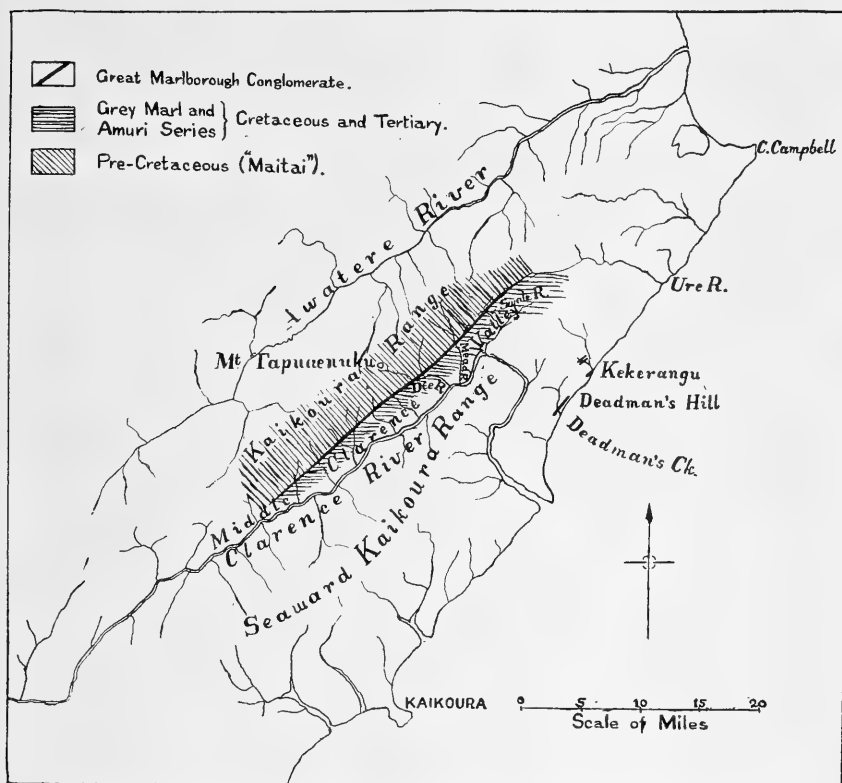 Great Marlborough Conglomerate.
Grey Marl and
Amuri Series } Cretaceous and Tertiary.
Pre-Cretaceous ("Maitai").
C. Campbell
Awatere River
Ure R.
Mt Tapuaenuku
Kaikoura Range
Mead R.
Dee R.
Kekerangu
Deadman's Hill
Deadman's Ck.
Middle Clarence Valley
Clarence River
Seaward Kaikoura Range
KAIKOURA
0 5 10 15 20
Scale of Miles